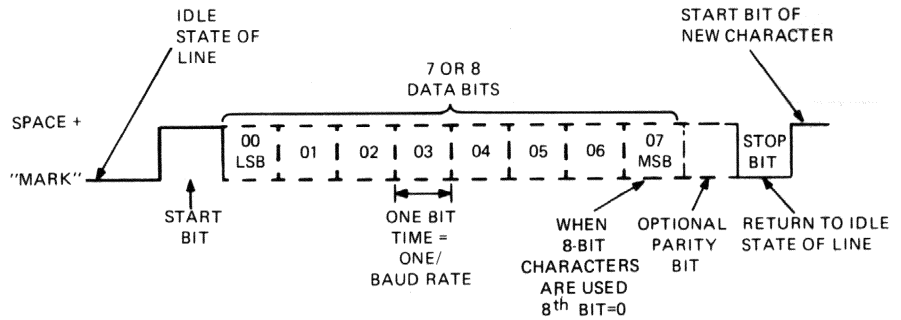 IDLE
STATE OF
LINE
START BIT OF
NEW CHARACTER
7 OR 8
DATA BITS
SPACE +
"MARK"
00
LSB
01
02
03
04
05
06
07
MSB
STOP
BIT
START
BIT
ONE BIT
TIME =
ONE/
BAUD RATE
WHEN
8-BIT
CHARACTERS
ARE USED
8th BIT=0
OPTIONAL
PARITY
BIT
RETURN TO IDLE
STATE OF LINE